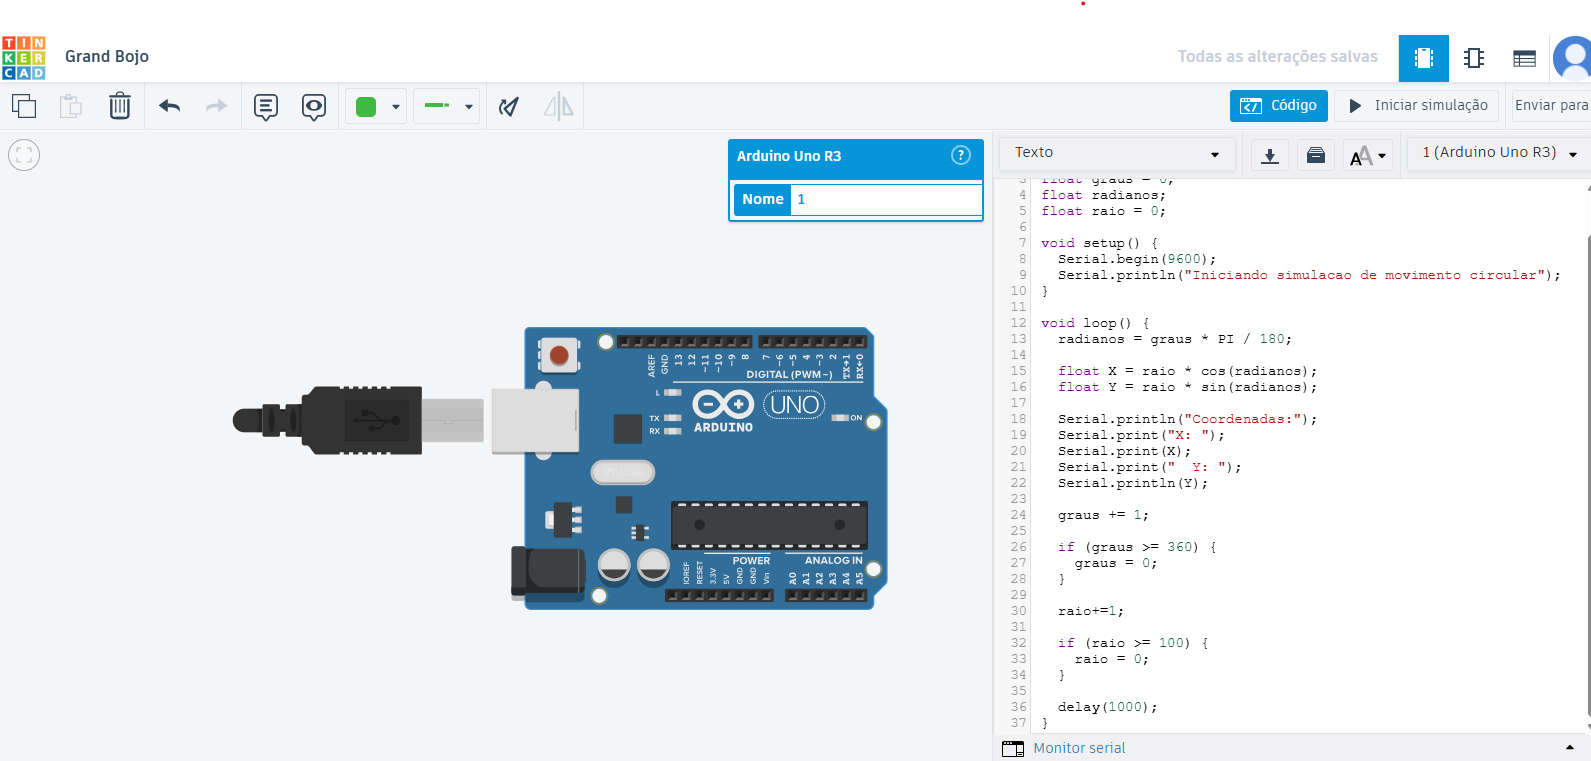 TIN
KER
CAD
Grand Bojo
Todas as alterações salvas
Código
Iniciar simulação
Enviar para
Arduino Uno R3
?
Nome 1
Texto
AA
1 (Arduino Uno R3)
3 float graus = 0;
4 float radianos;
5 float raio = 0;
6
7 void setup() {
8 Serial.begin(9600);
9 Serial.println("Iniciando simulacao de movimento circular");
10 }
11
12 void loop() {
13 radianos = graus * PI / 180;
14
15 float X = raio * cos(radianos);
16 float Y = raio * sin(radianos);
17
18 Serial.println("Coordenadas:");
19 Serial.print("X: ");
20 Serial.print(X);
21 Serial.print("  Y: ");
22 Serial.println(Y);
23
24 graus += 1;
25
26 if (graus >= 360) {
27 graus = 0;
28 }
29
30 raio+=1;
31
32 if (raio >= 100) {
33 raio = 0;
34 }
35
36 delay(1000);
37 }
Monitor serial
AREF
GND
13
12
~11
~10
~9
8
7
~6
~5
4
~3
2
TX→1
RX←0
DIGITAL (PWM~)
L
TX
RX
ARDUINO
UNO
ON
POWER
ANALOG IN
IOREF
RESET
3.3V
5V
GND
GND
Vin
A0
A1
A2
A3
A4
A5